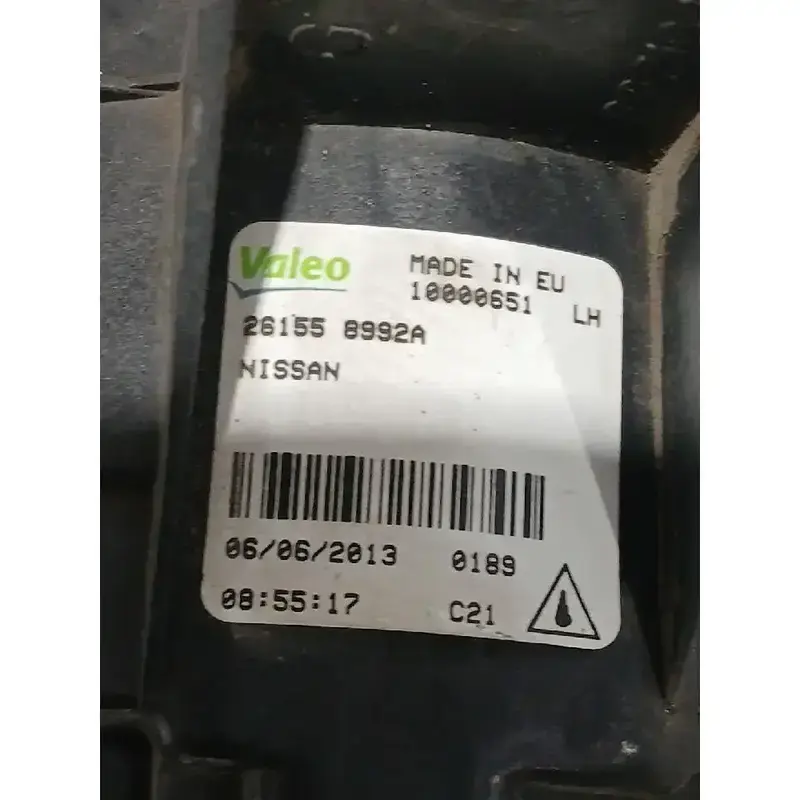 Valeo
MADE IN EU
10000651 LH
26155 8992A
NISSAN
06/06/2013 0189
08:55:17 C21